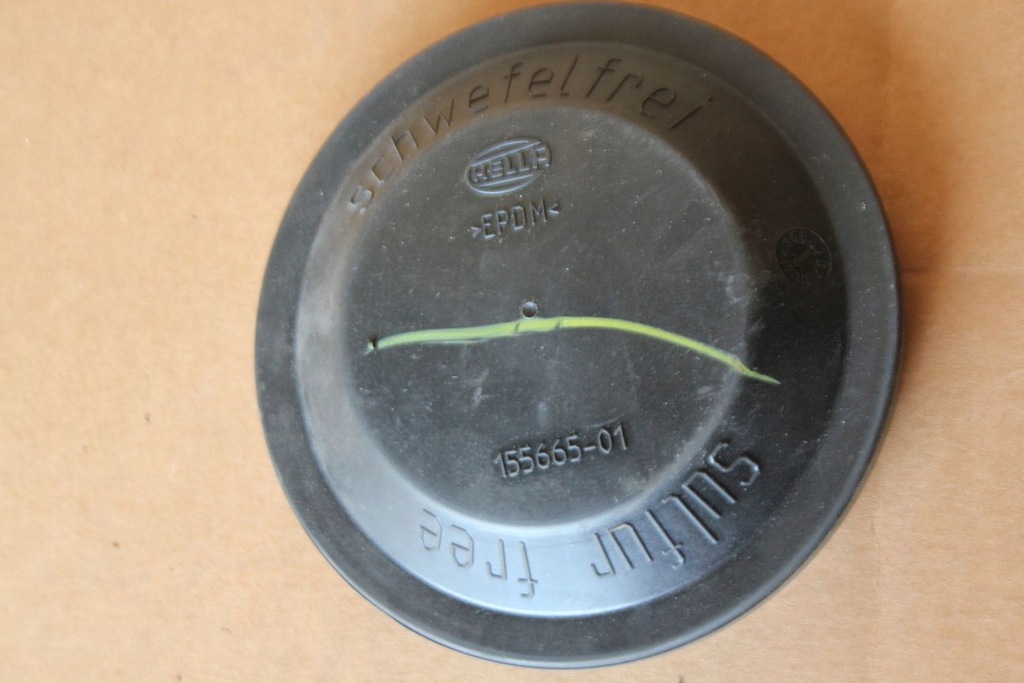 schwefelfrei
HELLA
>EPDM<
155665-01
sulfur free